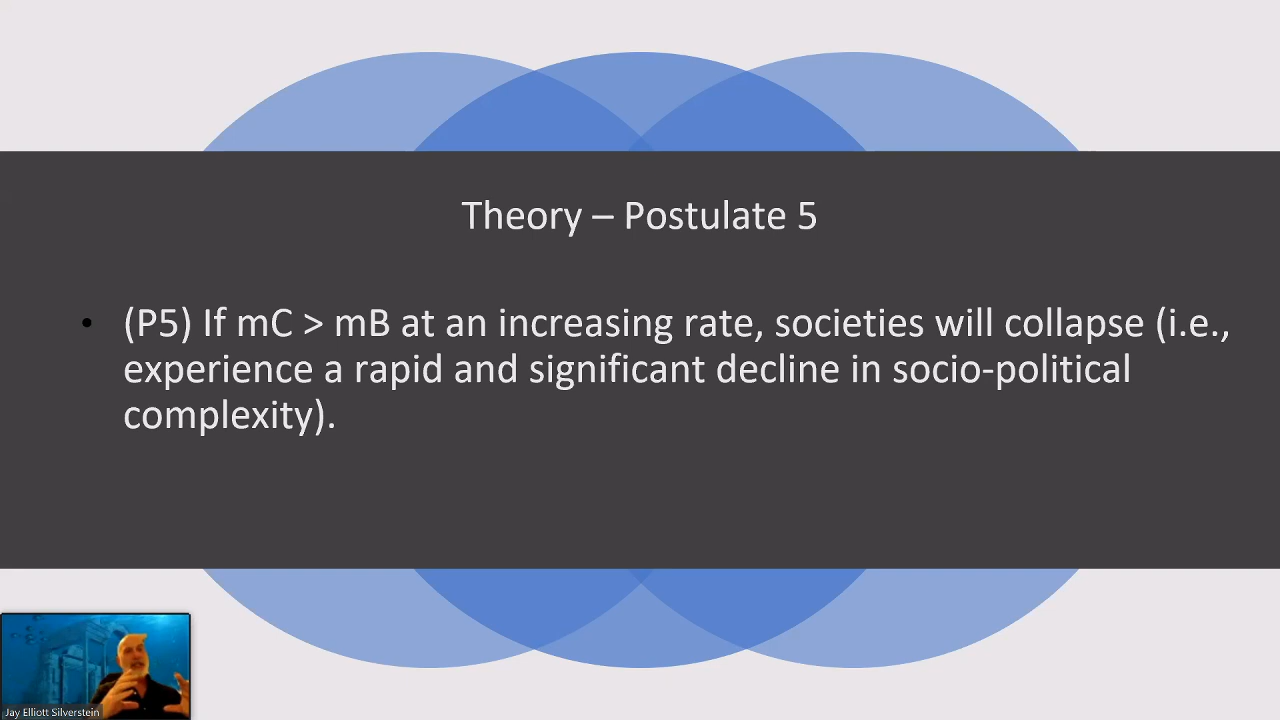 Theory – Postulate 5
• (P5) If mC > mB at an increasing rate, societies will collapse (i.e.,
experience a rapid and significant decline in socio-political
complexity).
Jay Elliott Silverstein